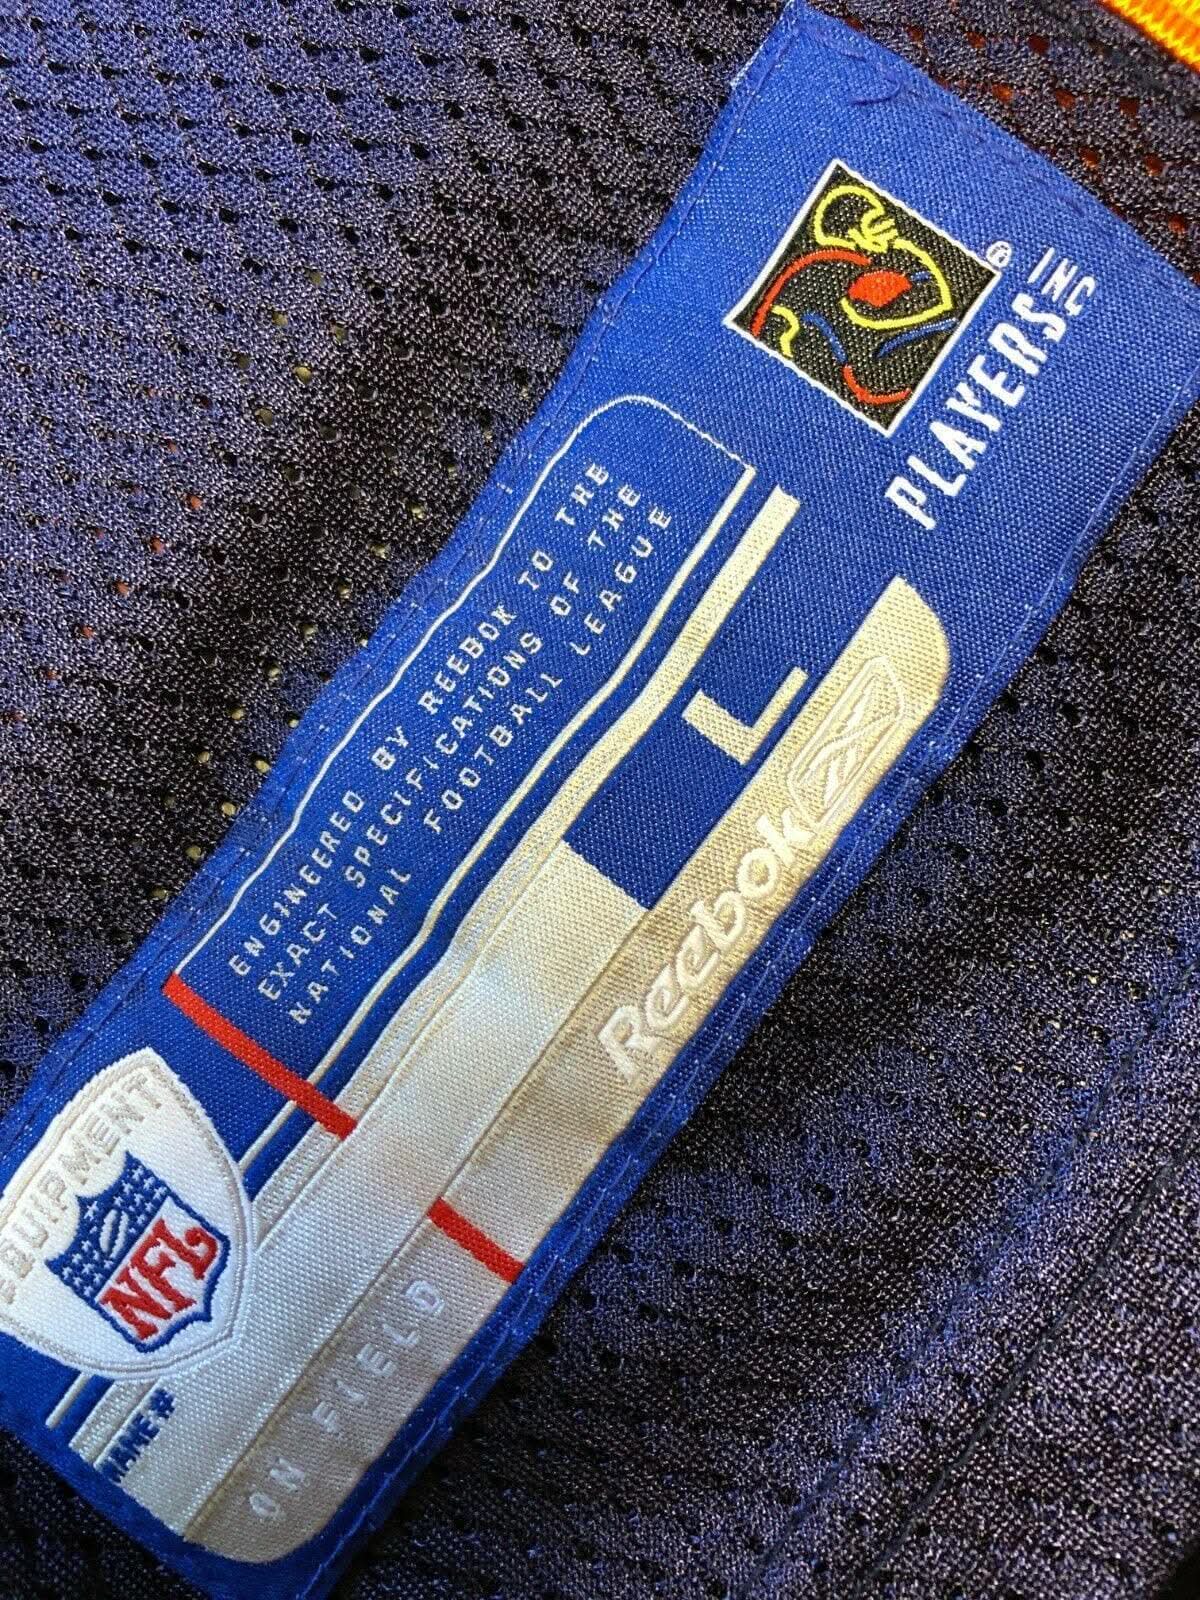 PLAYERS INC
®
L
ENGINEERED BY REEBOK TO THE
EXACT SPECIFICATIONS OF THE
NATIONAL FOOTBALL LEAGUE
Reebok
EQUIPMENT
NFL
ON FIELD
NAME #